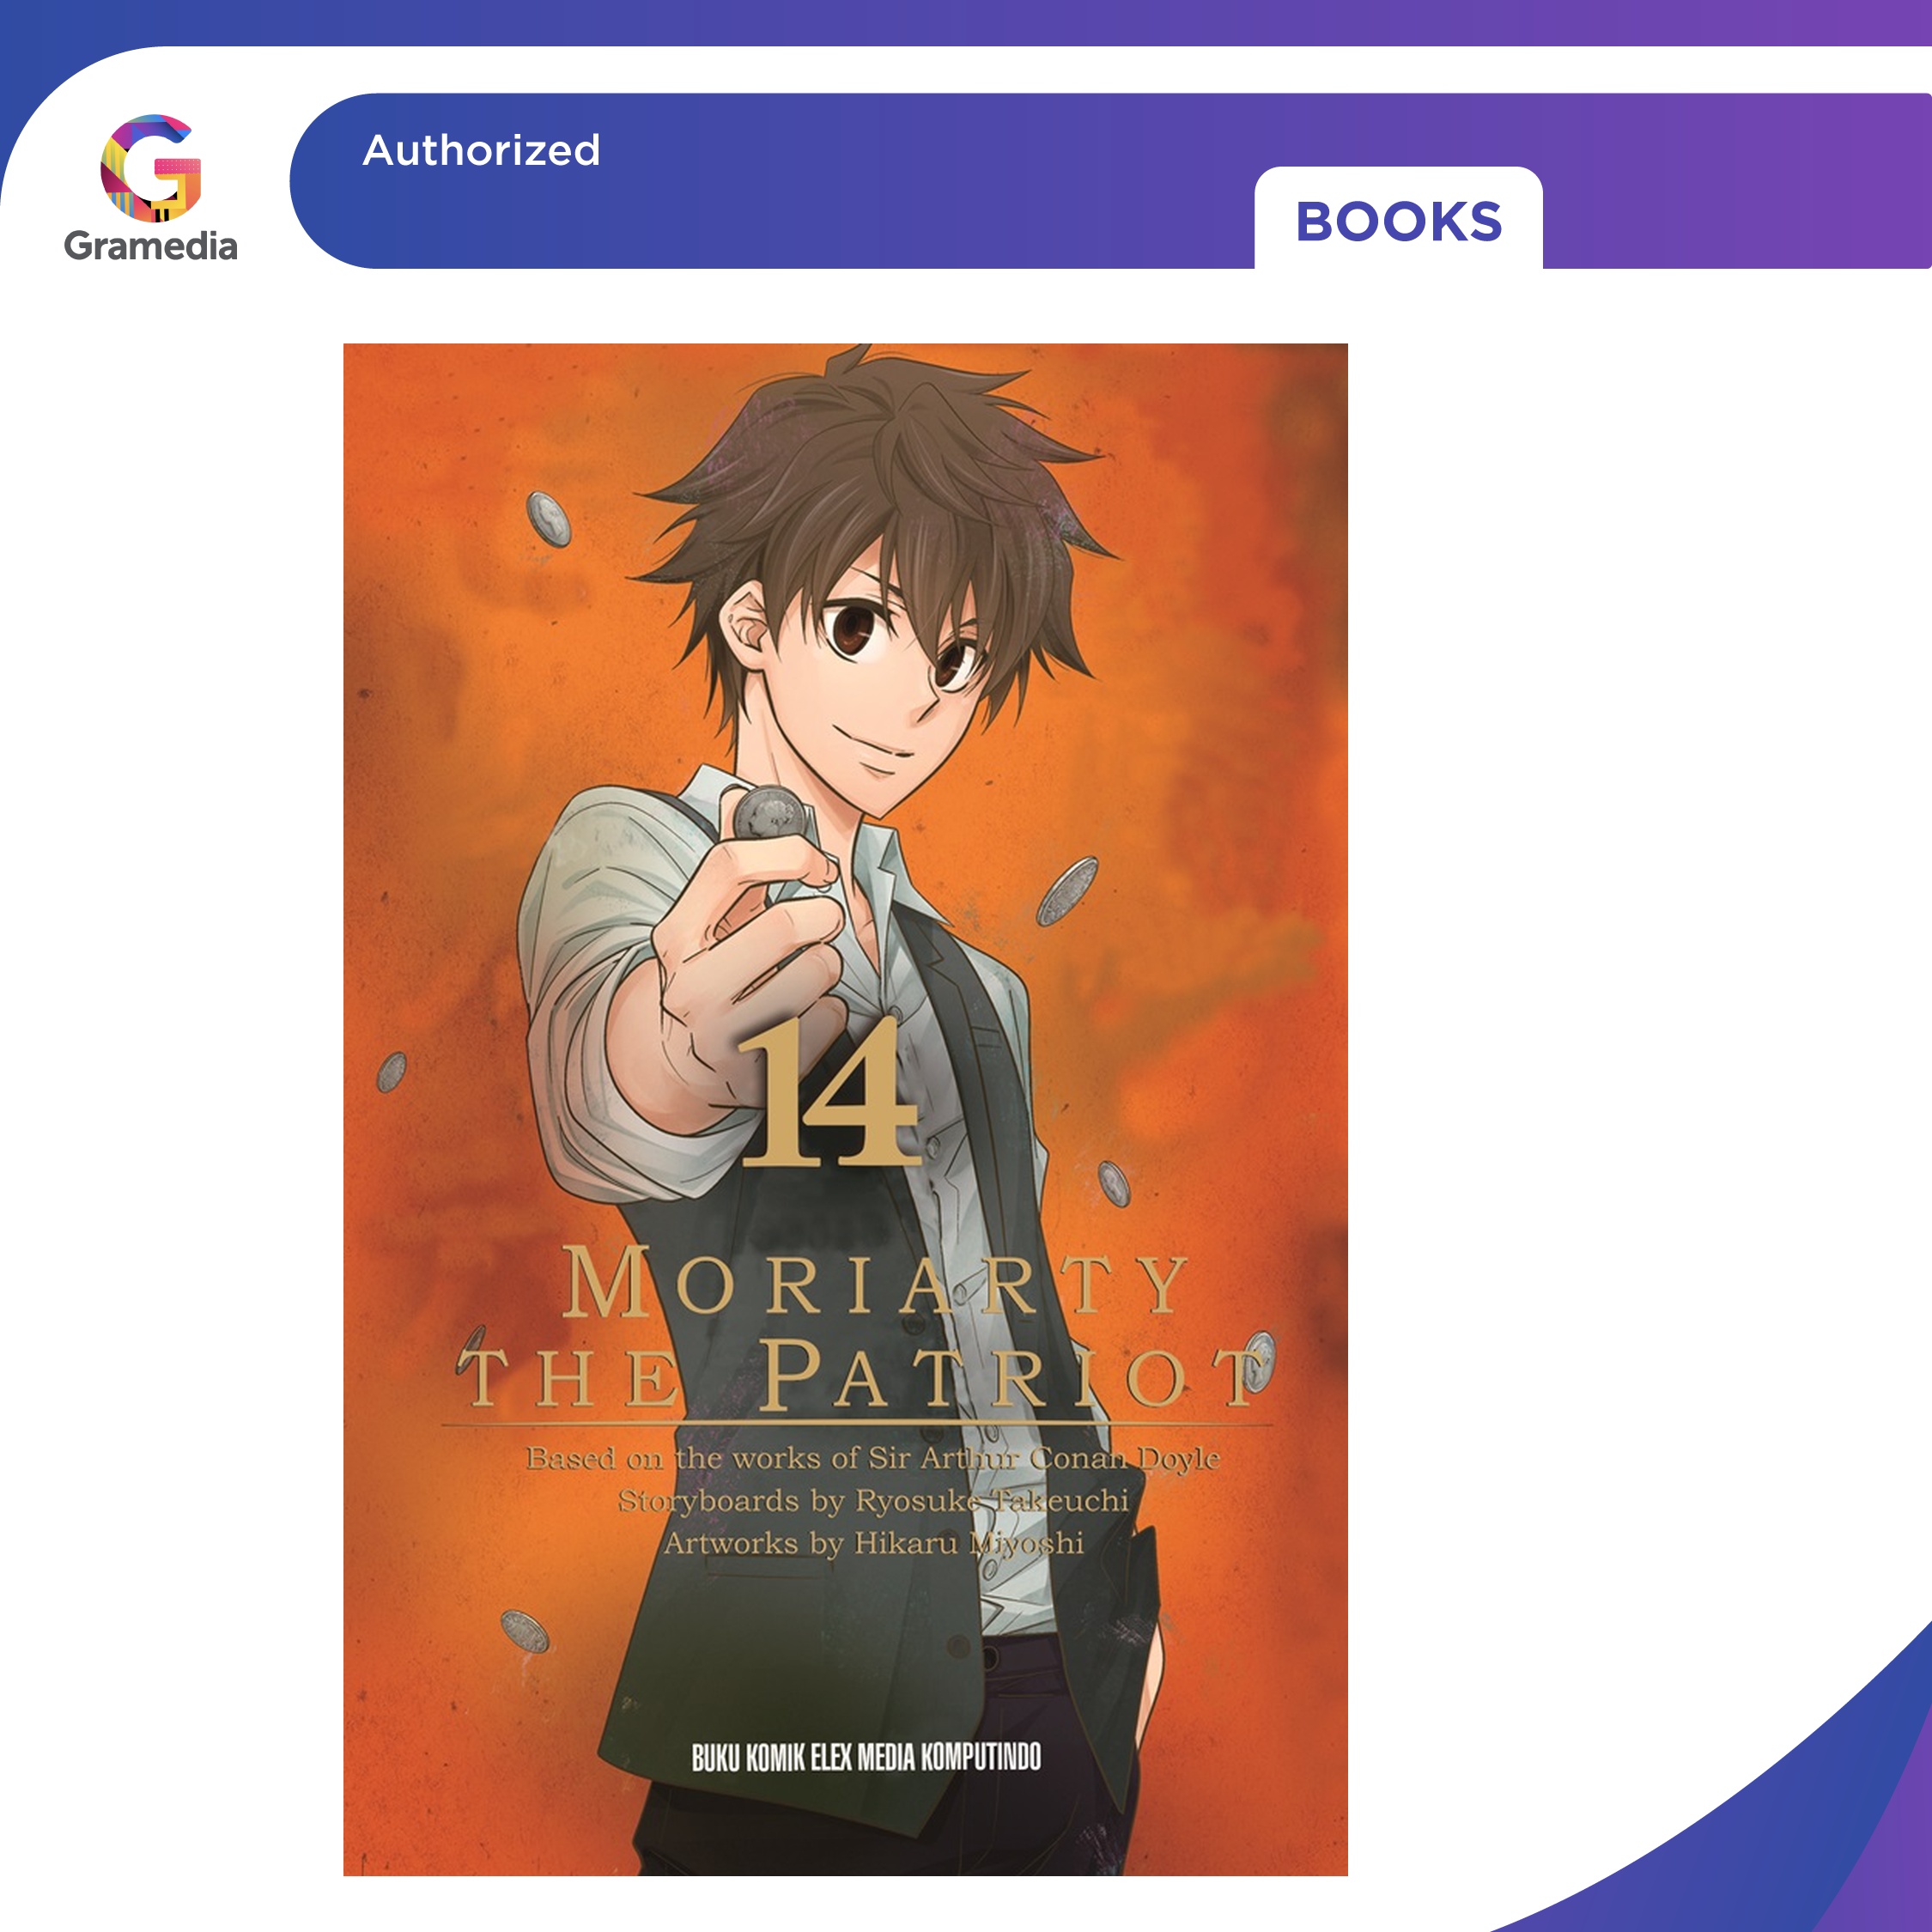 Gramedia
Authorized
BOOKS
14
MORIARTY
THE PATRIOT
Based on the works of Sir Arthur Conan Doyle
Storyboards by Ryosuke Takeuchi
Artworks by Hikaru Miyoshi
BUKU KOMIK ELEX MEDIA KOMPUTINDO